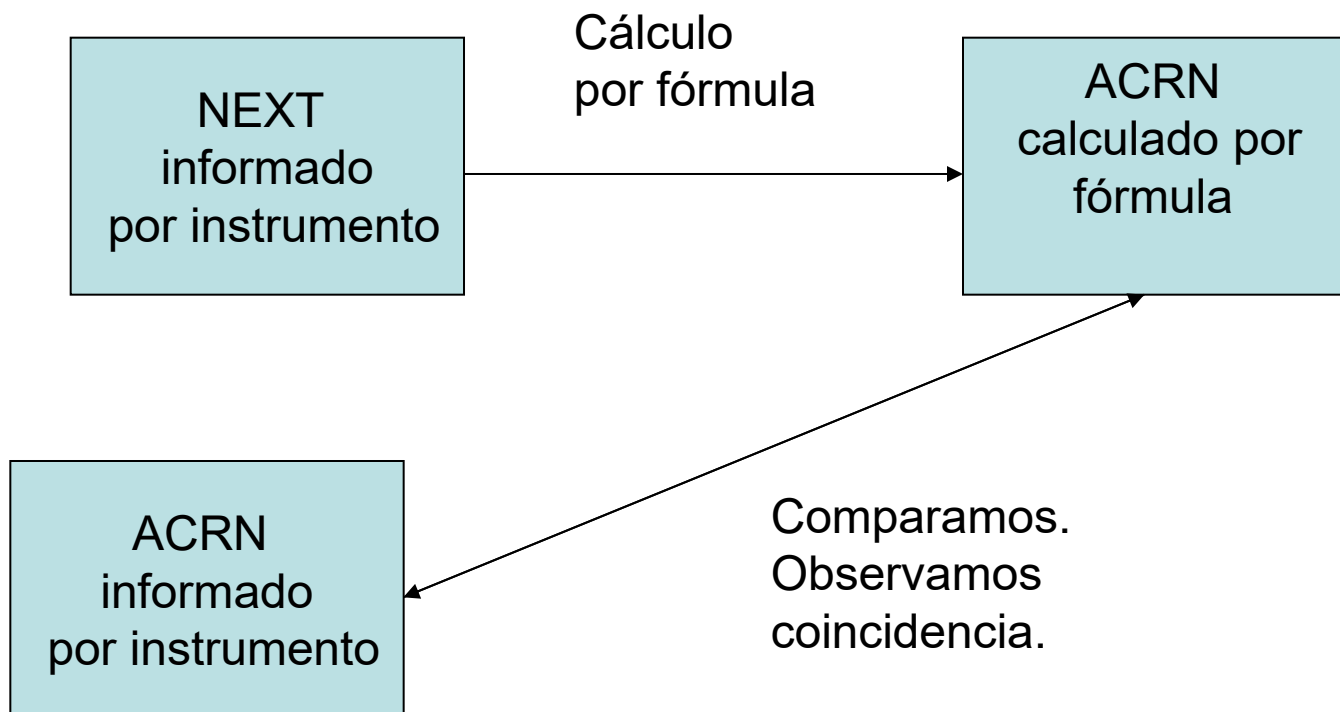 NEXT
informado
por instrumento
Cálculo
por fórmula
ACRN
calculado por
fórmula
ACRN
informado
por instrumento
Comparamos.
Observamos
coincidencia.